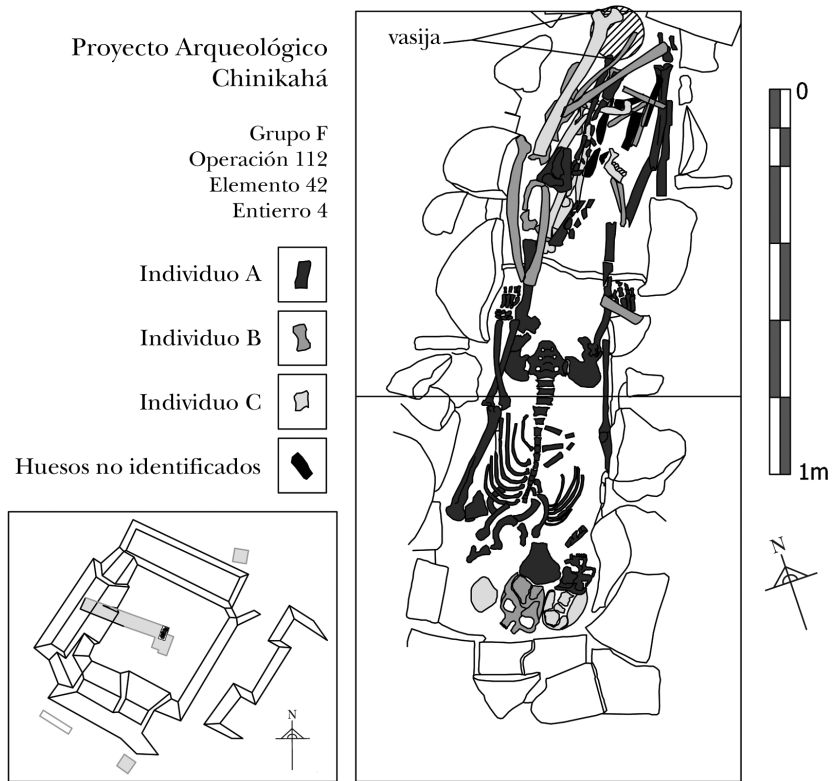 Proyecto Arqueológico
Chinikahá
Grupo F
Operación 112
Elemento 42
Entierro 4
Individuo A
Individuo B
Individuo C
Huesos no identificados
N
vasija
0
1m
N